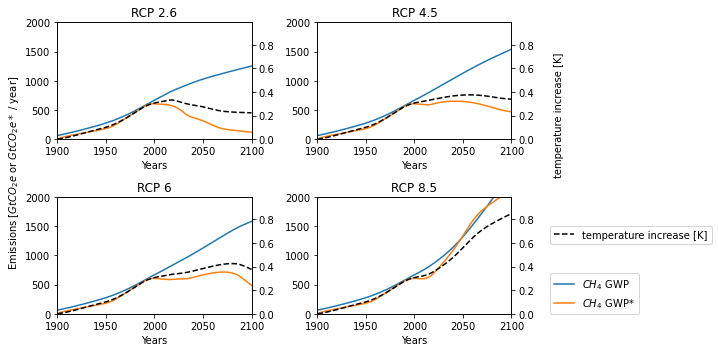 RCP 2.6
RCP 4.5
2000
1500
1000
500
0
0.8
0.6
0.4
0.2
0.0
1900 1950 2000 2050 2100
Years
2000
1500
1000
500
0
0.8
0.6
0.4
0.2
0.0
1900 1950 2000 2050 2100
Years
Emissions [GtCO2e or GtCO2e* / year]
temperature increase [K]
RCP 6
RCP 8.5
2000
1500
1000
500
0
0.8
0.6
0.4
0.2
0.0
1900 1950 2000 2050 2100
Years
2000
1500
1000
500
0
0.8
0.6
0.4
0.2
0.0
1900 1950 2000 2050 2100
Years
temperature increase [K]
CH4 GWP
CH4 GWP*